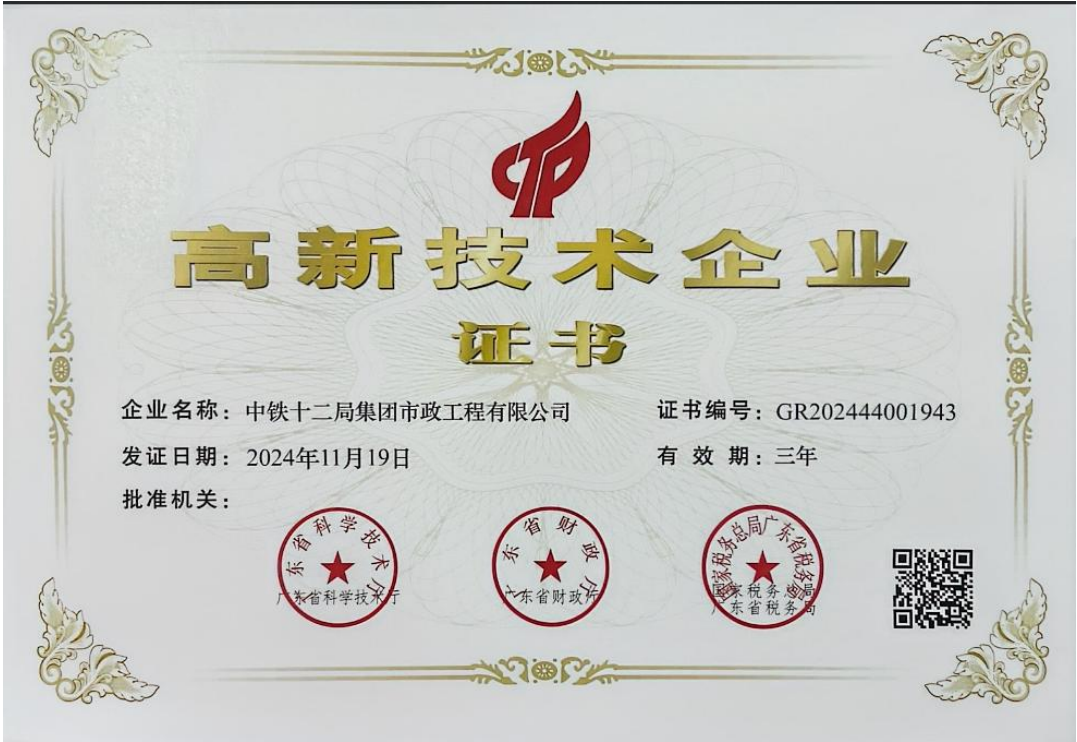 CTP
高新技术企业
证书
企业名称：中铁十二局集团市政工程有限公司
证书编号：GR202444001943
发证日期：2024年11月19日
有效期：三年
批准机关：
广东省科学技术厅
广东省科学技术厅
广东省财政厅
广东省财政厅
国家税务总局广东省税务局
国家税务总局
广东省税务局